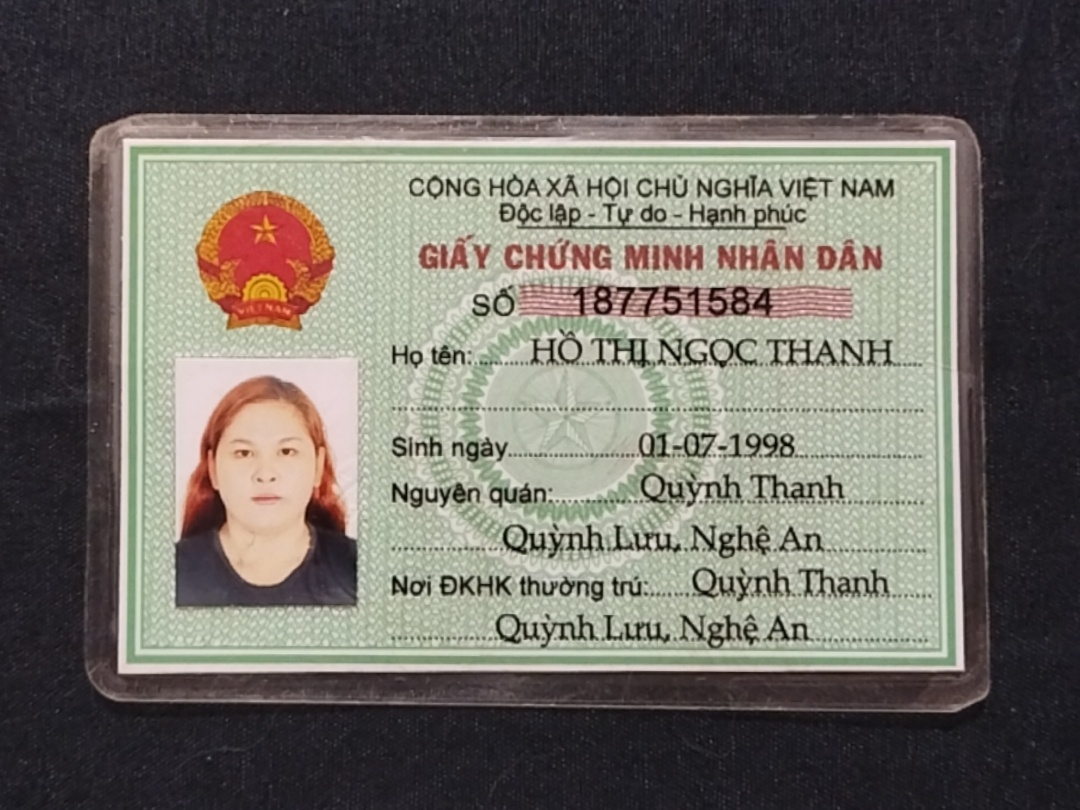 CỘNG HÒA XÃ HỘI CHỦ NGHĨA VIỆT NAM
Độc lập - Tự do - Hạnh phúc
GIẤY CHỨNG MINH NHÂN DÂN
SỐ 187751584
Họ tên: HỒ THỊ NGỌC THANH
Sinh ngày 01-07-1998
Nguyên quán: Quỳnh Thanh
Quỳnh Lưu, Nghệ An
Nơi ĐKHK thường trú: Quỳnh Thanh
Quỳnh Lưu, Nghệ An
VIỆT NAM